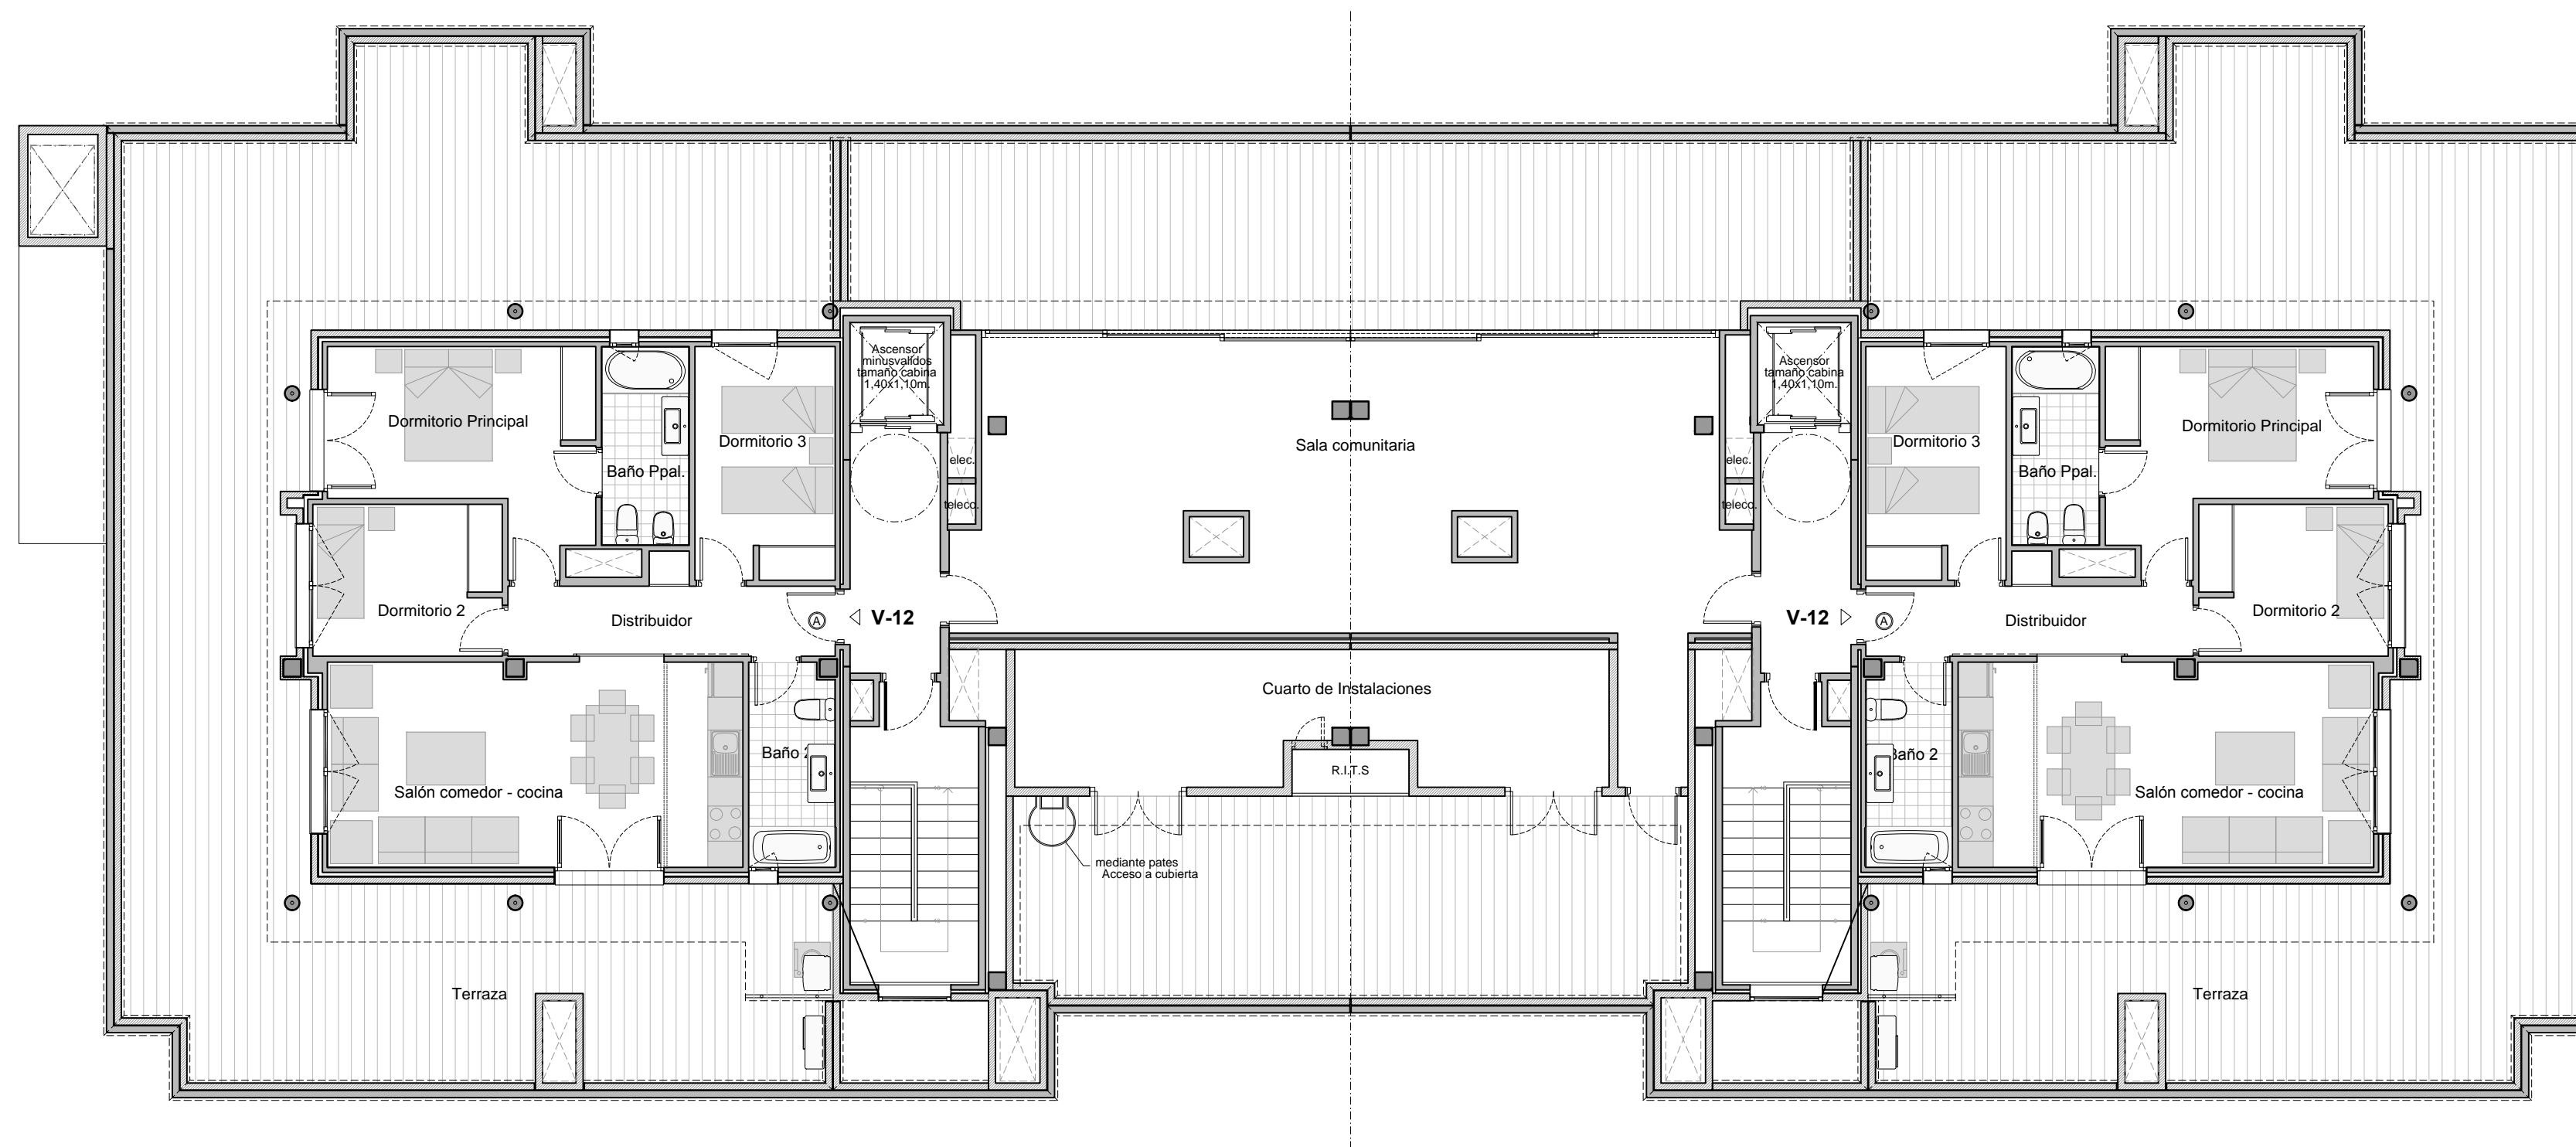 Ascensor
minusvalidos
tamaño cabina
1,40x1,10m.
Ascensor
tamaño cabina
1,40x1,10m.
Dormitorio Principal
Dormitorio 3
Baño Ppal.
elec.
teleco.
Sala comunitaria
elec.
teleco.
Dormitorio 3
Baño Ppal.
Dormitorio Principal
Dormitorio 2
Distribuidor
A
V-12
V-12
A
Distribuidor
Dormitorio 2
Cuarto de Instalaciones
R.I.T.S
Baño 2
Salón comedor - cocina
Baño 2
Salón comedor - cocina
mediante pates
Acceso a cubierta
Terraza
Terraza